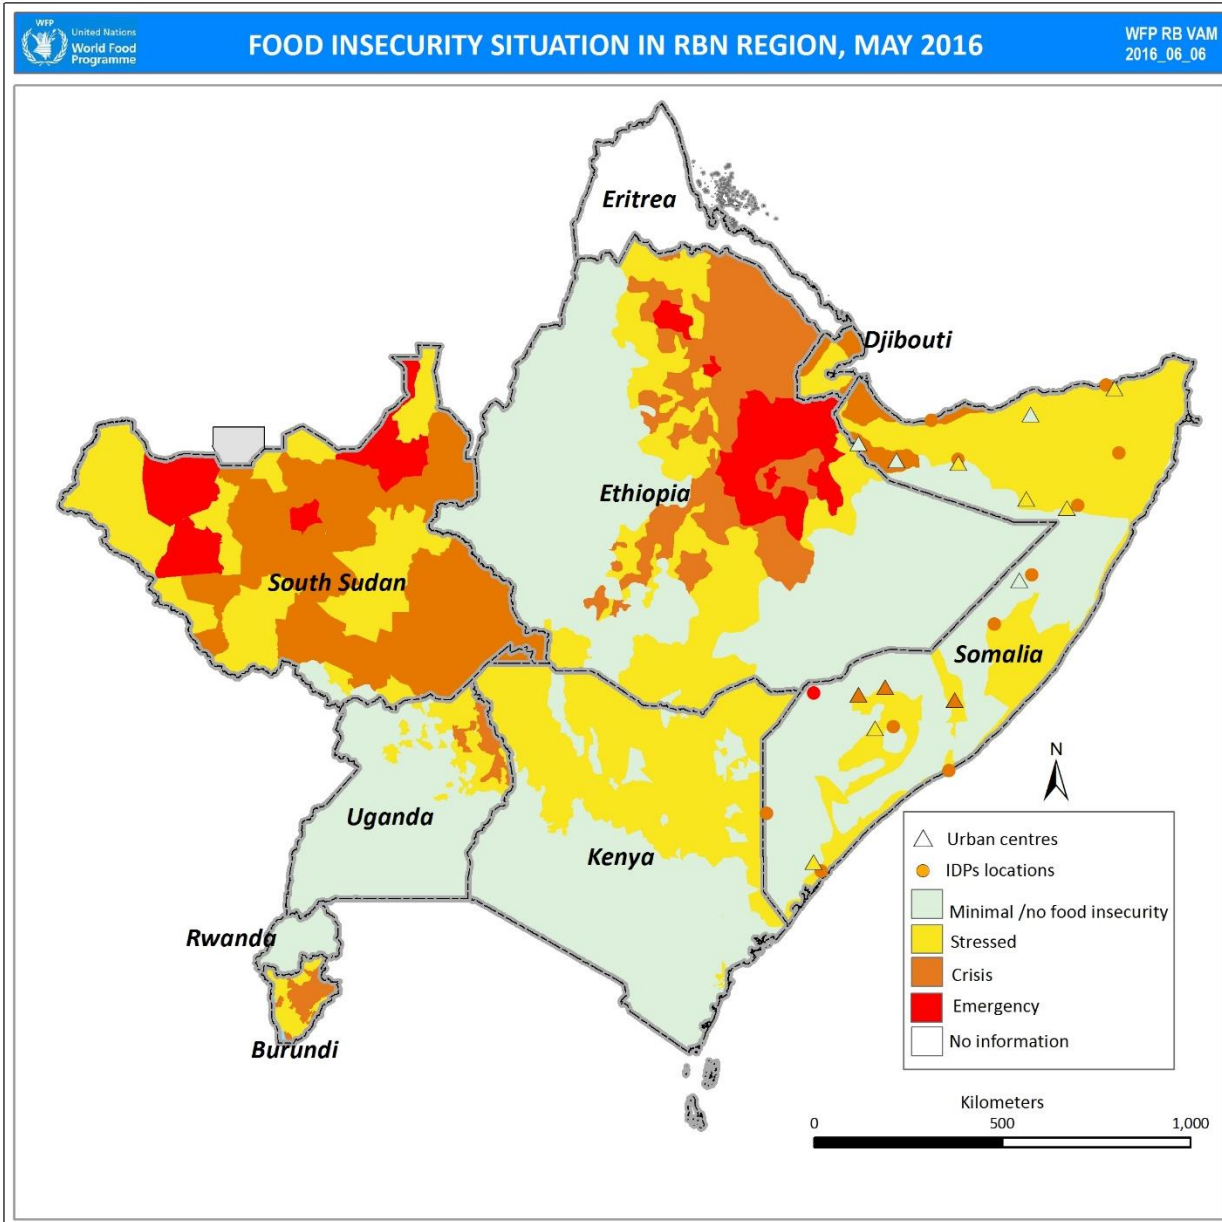 WFP
United Nations
World Food
Programme
FOOD INSECURITY SITUATION IN RBN REGION, MAY 2016
WFP RB VAM
2016_06_06
Eritrea
Djibouti
Ethiopia
South Sudan
Somalia
Uganda
Kenya
Rwanda
Burundi
N
Urban centres
IDPs locations
Minimal /no food insecurity
Stressed
Crisis
Emergency
No information
Kilometers
0 500 1,000